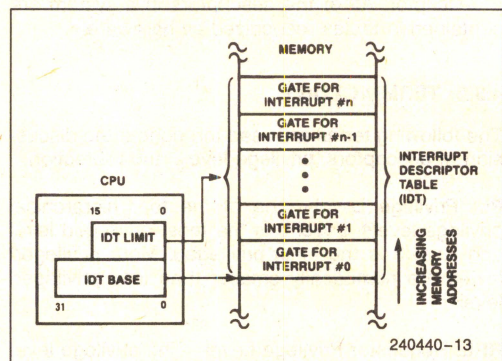 MEMORY
GATE FOR
INTERRUPT #n
GATE FOR
INTERRUPT #n-1
INTERRUPT
DESCRIPTOR
TABLE
(IDT)
CPU
15 0
IDT LIMIT
IDT BASE
31 0
GATE FOR
INTERRUPT #1
GATE FOR
INTERRUPT #0
INCREASING
MEMORY
ADDRESSES
240440-13